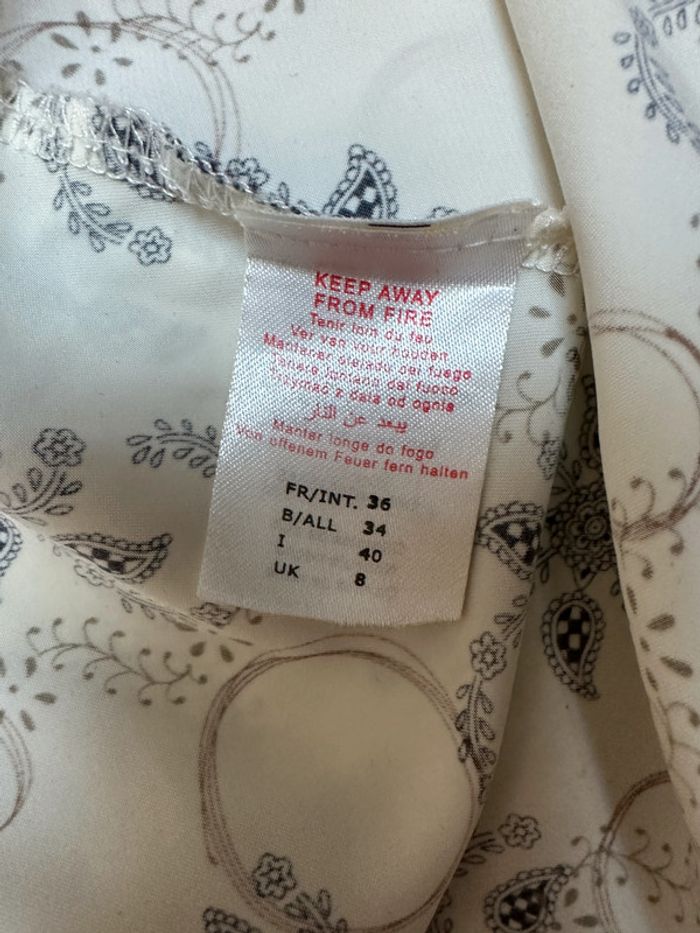 KEEP AWAY
FROM FIRE
Tenir loin du feu
Ver van vour houden
Mantener alejado del fuego
Tenere lontano dal fuoco
Trzymać z dala od ognia
يبعد عن النار
Manter longe do fogo
Von offenem Feuer fern halten
FR/INT. 36
B/ALL 34
I 40
UK 8